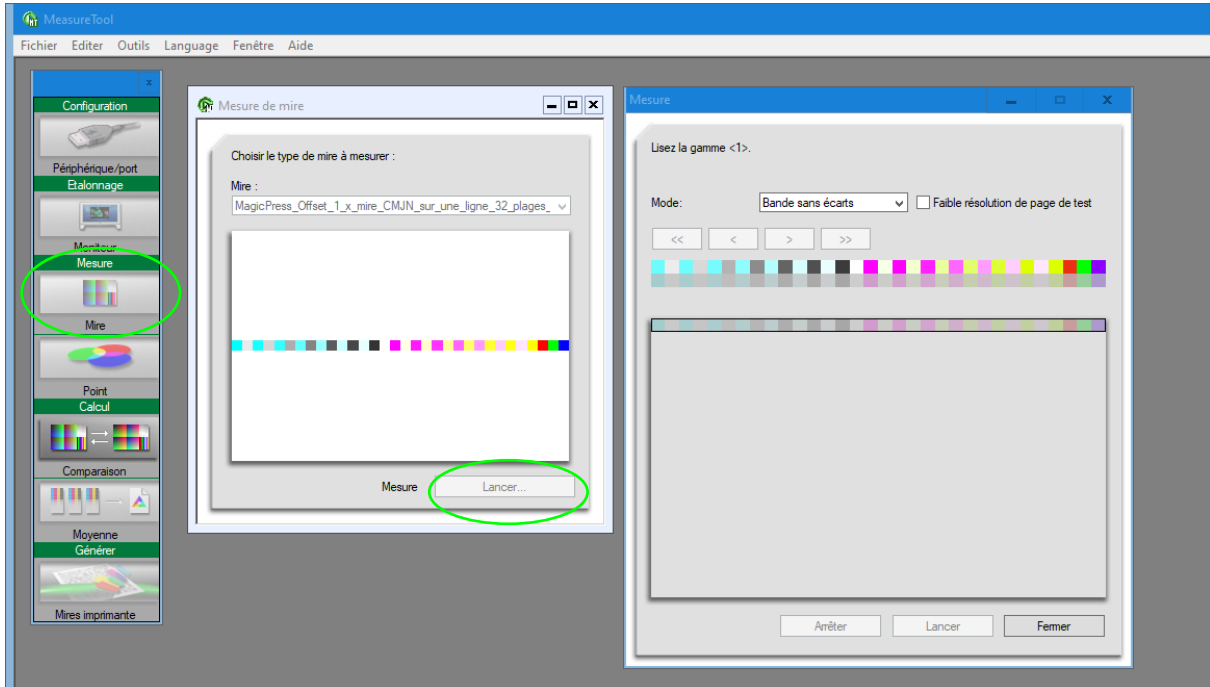 MeasureTool
Fichier Editer Outils Language Fenêtre Aide
Configuration
Périphérique/port
Etalonnage
Moniteur
Mesure
Mire
Point
Calcul
Comparaison
Moyenne
Générer
Mires imprimante
Mesure de mire
Choisir le type de mire à mesurer :
Mire :
MagicPress_Offset_1_x_mire_CMJN_sur_une_ligne_32_plages_
Mesure Lancer...
Mesure
Lisez la gamme <1>.
Mode: Bande sans écarts Faible résolution de page de test
<< < > >>
Arrêter Lancer Fermer